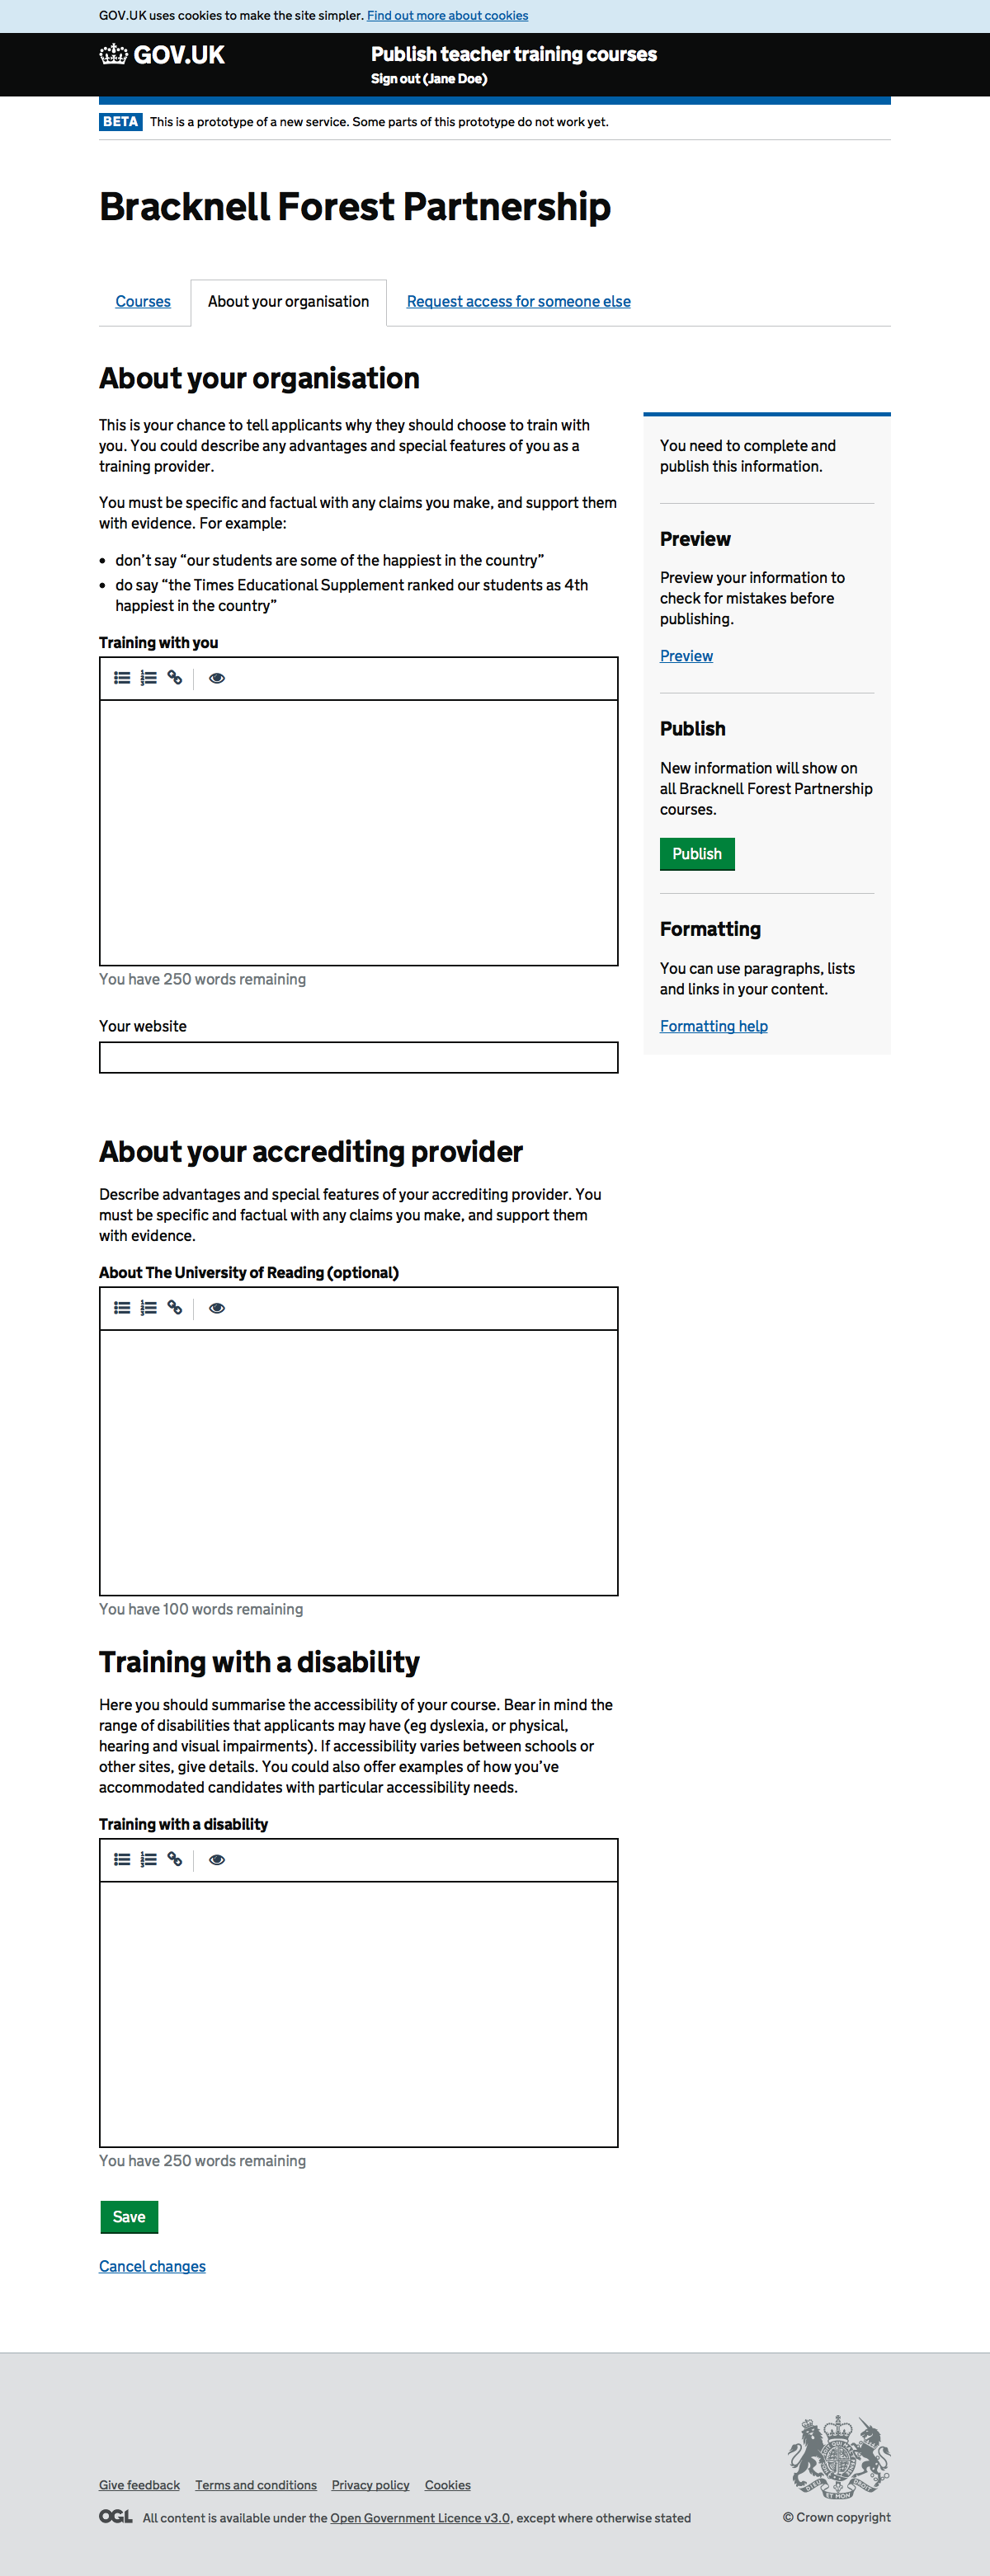 GOV.UK uses cookies to make the site simpler. Find out more about cookies
GOV.UK
Publish teacher training courses
Sign out (Jane Doe)
BETA This is a prototype of a new service. Some parts of this prototype do not work yet.
Bracknell Forest Partnership
Courses
About your organisation
Request access for someone else
About your organisation
This is your chance to tell applicants why they should choose to train with
you. You could describe any advantages and special features of you as a
training provider.
You must be specific and factual with any claims you make, and support them
with evidence. For example:
• don’t say “our students are some of the happiest in the country”
• do say “the Times Educational Supplement ranked our students as 4th
happiest in the country”
Training with you
You have 250 words remaining
Your website
You need to complete and
publish this information.
Preview
Preview your information to
check for mistakes before
publishing.
Preview
Publish
New information will show on
all Bracknell Forest Partnership
courses.
Publish
Formatting
You can use paragraphs, lists
and links in your content.
Formatting help
About your accrediting provider
Describe advantages and special features of your accrediting provider. You
must be specific and factual with any claims you make, and support them
with evidence.
About The University of Reading (optional)
You have 100 words remaining
Training with a disability
Here you should summarise the accessibility of your course. Bear in mind the
range of disabilities that applicants may have (eg dyslexia, or physical,
hearing and visual impairments). If accessibility varies between schools or
other sites, give details. You could also offer examples of how you’ve
accommodated candidates with particular accessibility needs.
Training with a disability
You have 250 words remaining
Save
Cancel changes
Give feedback
Terms and conditions
Privacy policy
Cookies
OGL All content is available under the Open Government Licence v3.0, except where otherwise stated
© Crown copyright